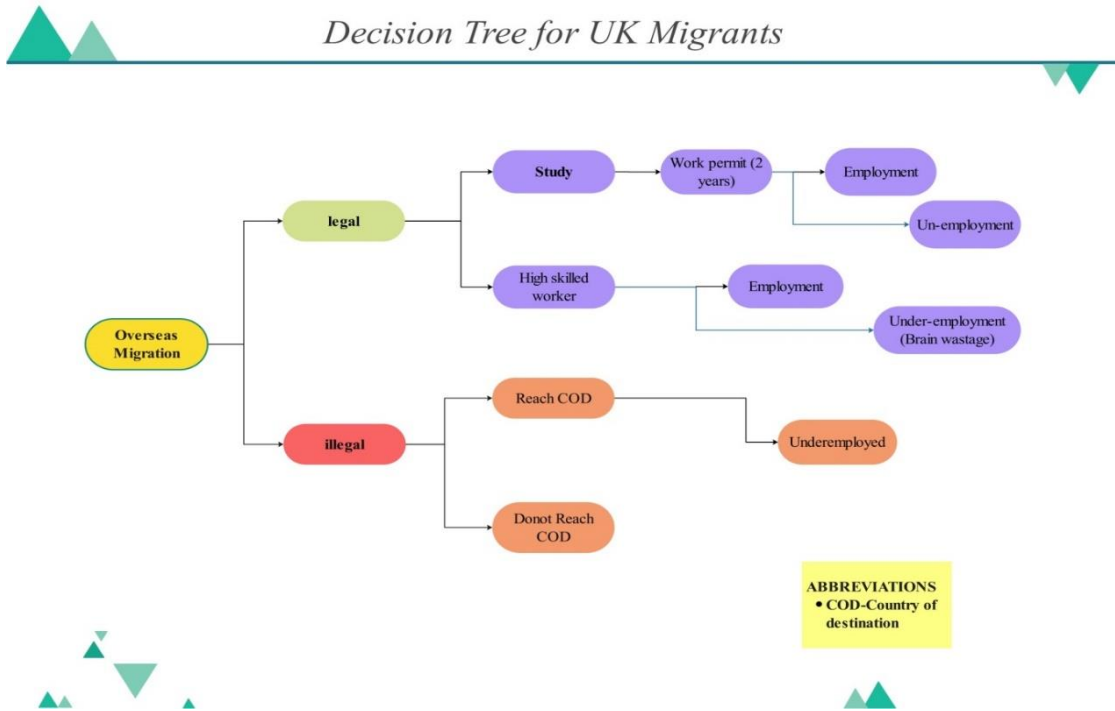 Decision Tree for UK Migrants
Study
Work permit (2
years)
Employment
legal
Un-employment
High skilled
worker
Employment
Under-employment
(Brain wastage)
Overseas
Migration
Reach COD
illegal
Underemployed
Donot Reach
COD
ABBREVIATIONS
• COD-Country of
destination